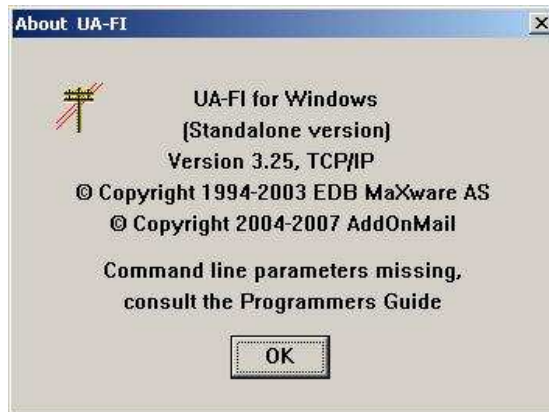 About UA-FI
UA-FI for Windows
(Standalone version)
Version 3.25, TCP/IP
© Copyright 1994-2003 EDB MaXware AS
© Copyright 2004-2007 AddOnMail
Command line parameters missing,
consult the Programmers Guide
OK